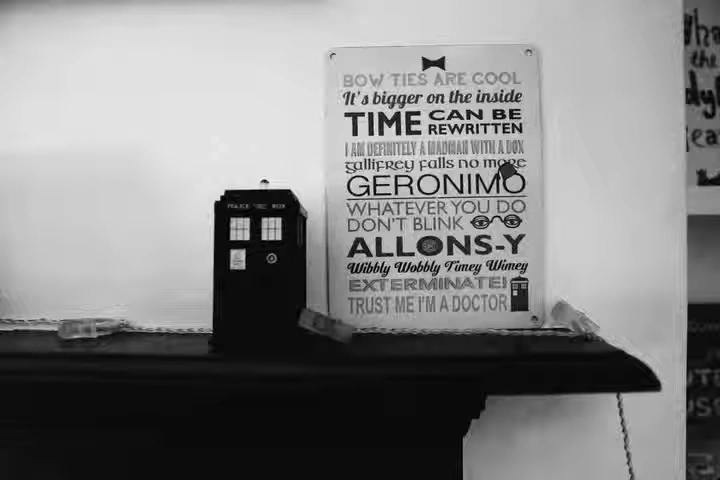 BOW TIES ARE COOL
It's bigger on the inside
TIME CAN BE REWRITTEN
I AM DEFINITELY A MADMAN WITH A BOX
gallifrey falls no more
GERONIMO
WHATEVER YOU DO
DON'T BLINK
ALLONS-Y
Wibbly Wobbly Timey Wimey
EXTERMINATE!
TRUST ME I'M A DOCTOR
POLICE BOX
the